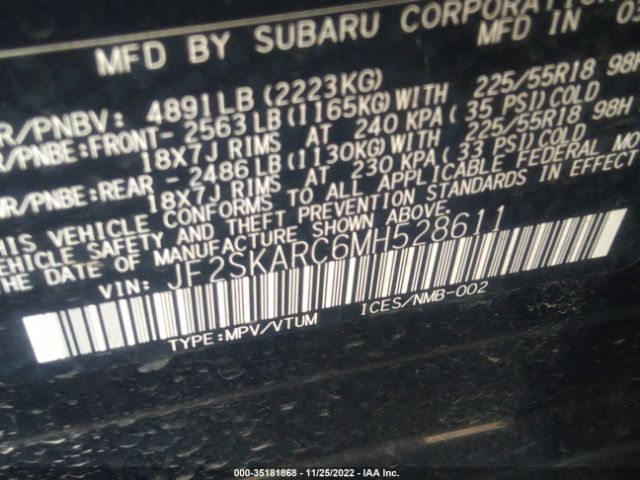 MFD BY SUBARU CORPORATION
MFD IN
R/PNBV: 4891LB (2223KG)
R/PNBE:FRONT-2563LB(1165KG)WITH 225/55R18 98H
18X7J RIMS AT 240 KPA (35 PSI)COLD
R/PNBE:REAR -2486LB(1130KG)WITH 225/55R18 98H
18X7J RIMS AT 230 KPA (33 PSI)COLD
THIS VEHICLE CONFORMS TO ALL APPLICABLE FEDERAL MO
VEHICLE SAFETY AND THEFT PREVENTION STANDARDS IN EFFECT
THE DATE OF MANUFACTURE SHOWN ABOVE.
VIN: JF2SKARC6MH528611
TYPE:MPV/VTUM ICES/NMB-002
000-35181868 | 11/25/2022 | IAA Inc.